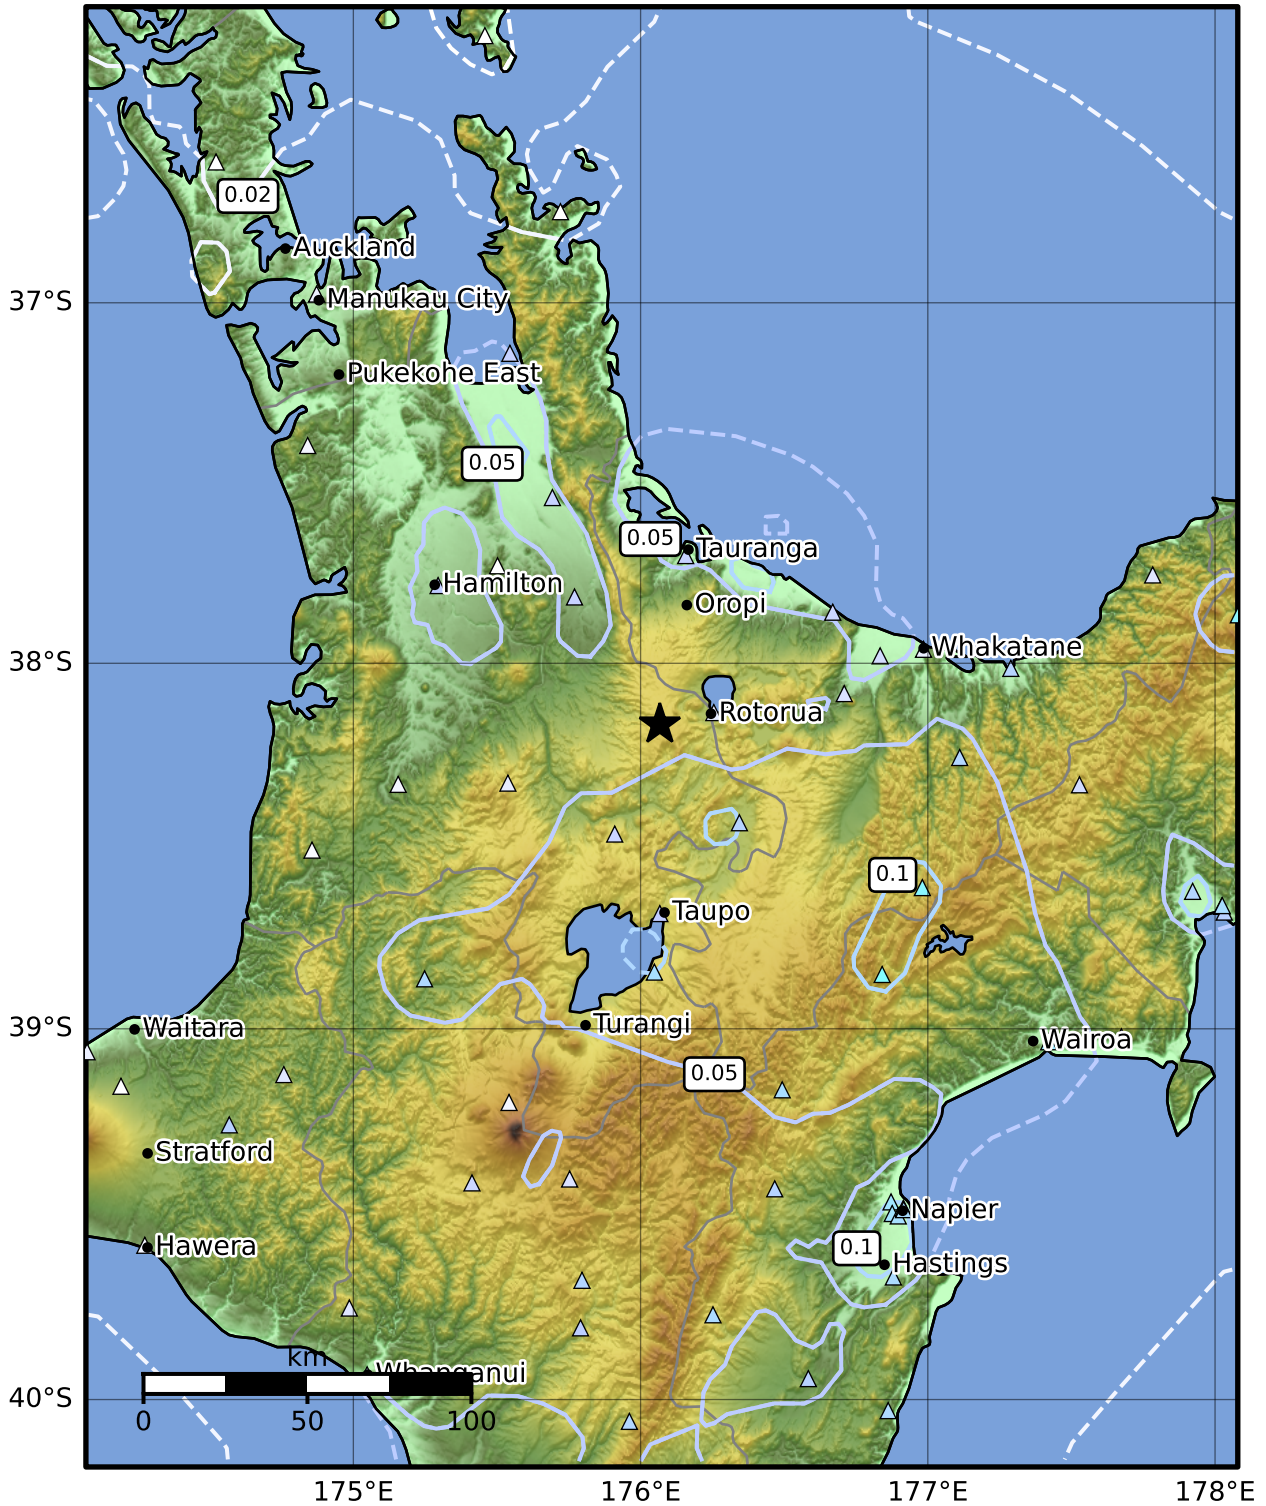 0.02
Auckland
Manukau City
37°S
Pukekohe East
0.05
0.05
Tauranga
Hamilton
Oropi
Whakatane
38°S
Rotorua
0.1
Taupo
Turangi
39°S
Waitara
Wairoa
0.05
Stratford
Napier
Hawera
0.1
Hastings
km
Whanganui
40°S
0
50
100
175°E
176°E
177°E
178°E